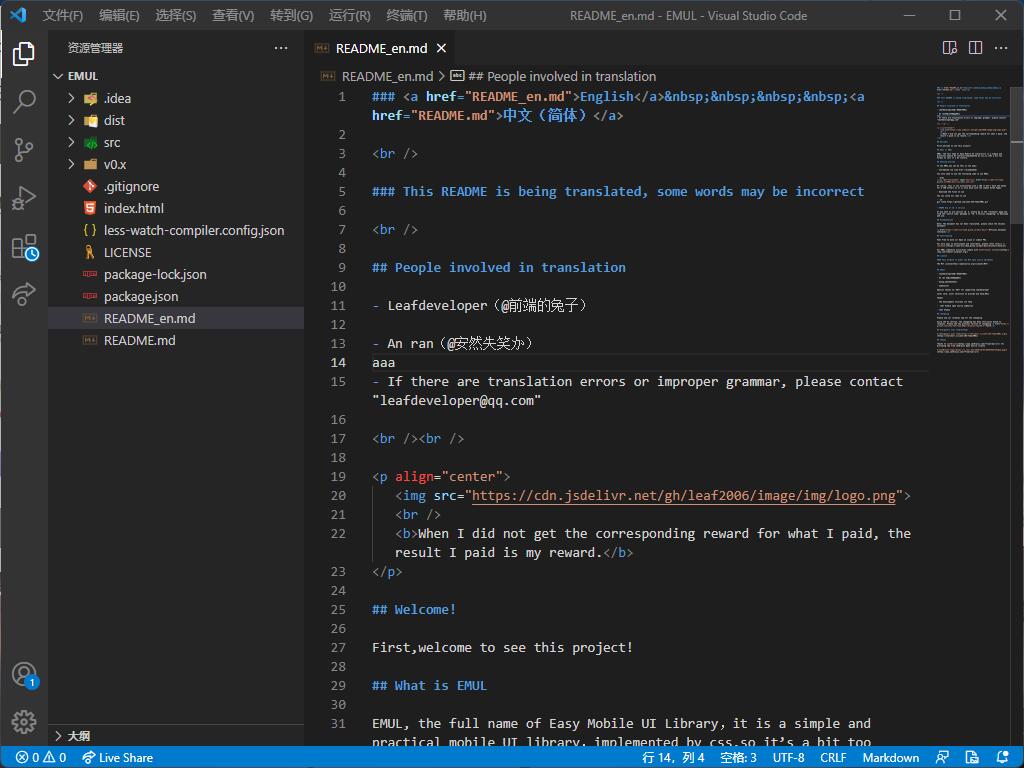 文件(F) 编辑(E) 选择(S) 查看(V) 转到(G) 运行(R) 终端(T) 帮助(H) README_en.md - EMUL - Visual Studio Code
资源管理器
EMUL
.idea
dist
src
v0.x
.gitignore
index.html
less-watch-compiler.config.json
LICENSE
package-lock.json
package.json
README_en.md
README.md
大纲
README_en.md
README_en.md > ## People involved in translation
1 ### <a href="README_en.md">English</a>&nbsp;&nbsp;&nbsp;&nbsp;<a
href="README.md">中文（简体）</a>
2
3 <br />
4
5 ### This README is being translated, some words may be incorrect
6
7 <br />
8
9 ## People involved in translation
10
11 - Leafdeveloper（@前端的兔子）
12
13 - An ran（@安然失笑か）
14 aaa
15 - If there are translation errors or improper grammar, please contact
"leafdeveloper@qq.com"
16
17 <br /><br />
18
19 <p align="center">
20 <img src="https://cdn.jsdelivr.net/gh/leaf2006/image/img/logo.png">
21 <br />
22 <b>When I did not get the corresponding reward for what I paid, the
result I paid is my reward.</b>
23 </p>
24
25 ## Welcome!
26
27 First,welcome to see this project!
28
29 ## What is EMUL
30
31 EMUL, the full name of Easy Mobile UI Library，it is a simple and
practical mobile UI library，implemented by css,so it’s a bit too
1
0 0 Live Share 行 14，列 4 空格: 3 UTF-8 CRLF Markdown